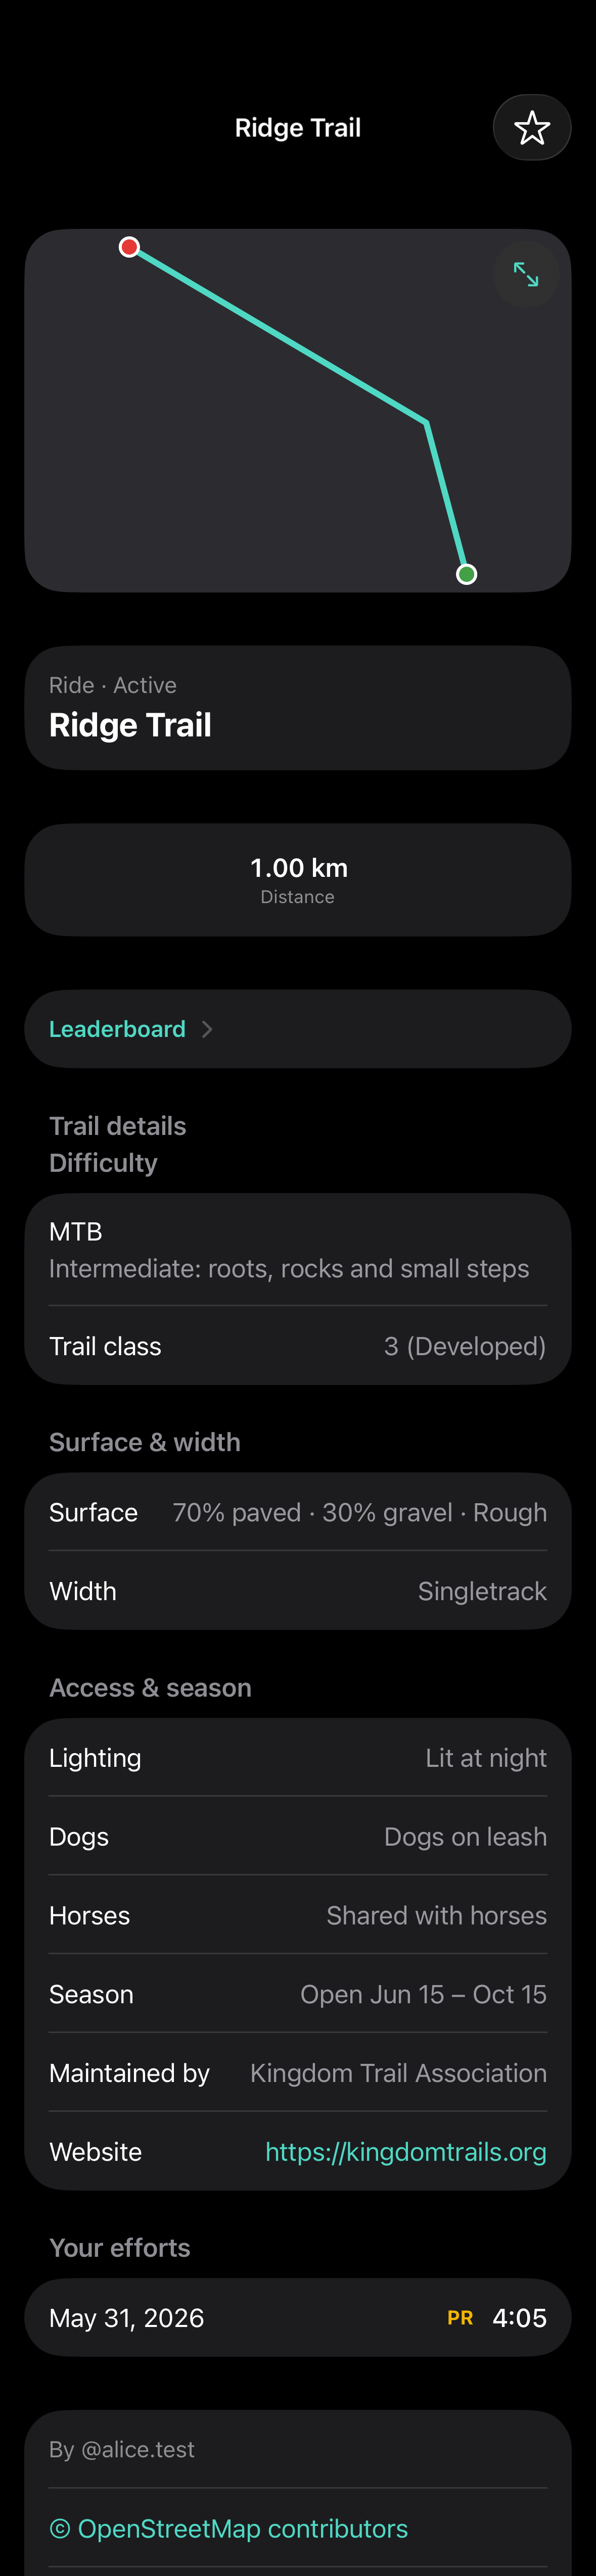 Ridge Trail
Ride · Active
Ridge Trail
1.00 km
Distance
Leaderboard
Trail details
Difficulty
MTB
Intermediate: roots, rocks and small steps
Trail class 3 (Developed)
Surface & width
Surface 70% paved · 30% gravel · Rough
Width Singletrack
Access & season
Lighting Lit at night
Dogs Dogs on leash
Horses Shared with horses
Season Open Jun 15 – Oct 15
Maintained by Kingdom Trail Association
Website https://kingdomtrails.org
Your efforts
May 31, 2026 PR 4:05
By @alice.test
© OpenStreetMap contributors